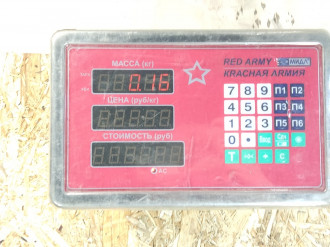 МАССА (кг)
0.16
ЦЕНА (руб/кг)
СТОИМОСТЬ (руб)
AC
RED ARMY МИДЛ
КРАСНАЯ АРМИЯ
7 8 9 П1 П2
4 5 6 П3 П4
1 2 3 П5 П6
0 •
T C